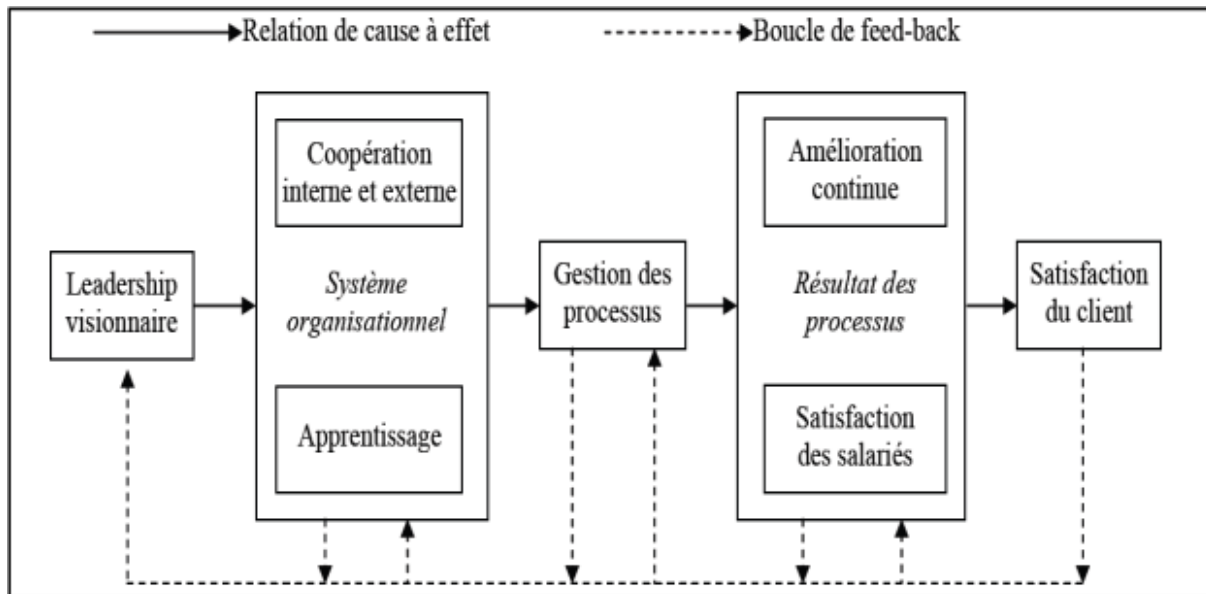 Relation de cause à effet
Boucle de feed-back
Coopération
interne et externe
Amélioration
continue
Leadership
visionnaire
Système
organisationnel
Gestion des
processus
Résultat des
processus
Satisfaction
du client
Apprentissage
Satisfaction
des salariés